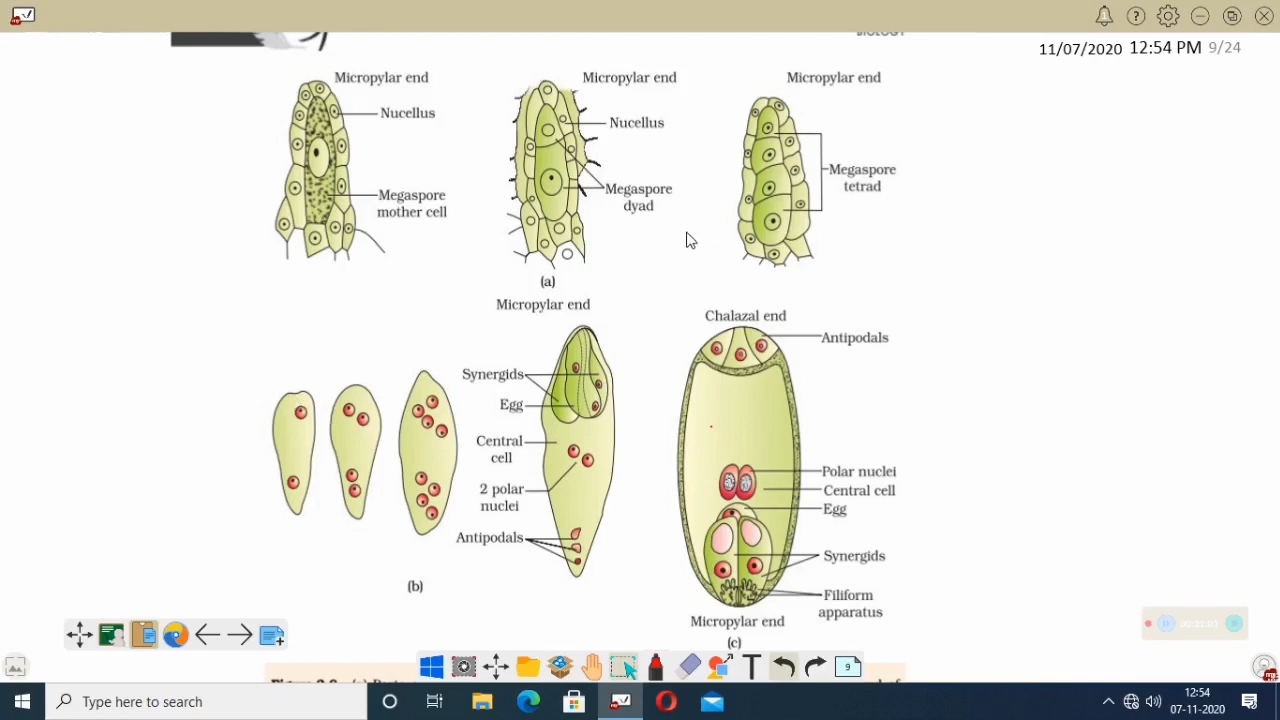 BIOLOGY
11/07/2020 12:54 PM 9/24
Micropylar end
Nucellus
Megaspore
mother cell
Micropylar end
Nucellus
Megaspore
dyad
Micropylar end
Megaspore
tetrad
(a)
Micropylar end
Synergids
Egg
Central
cell
2 polar
nuclei
Antipodals
(b)
Chalazal end
Antipodals
Polar nuclei
Central cell
Egg
Synergids
Filiform
apparatus
Micropylar end
(c)
9
Type here to search
12:54
07-11-2020